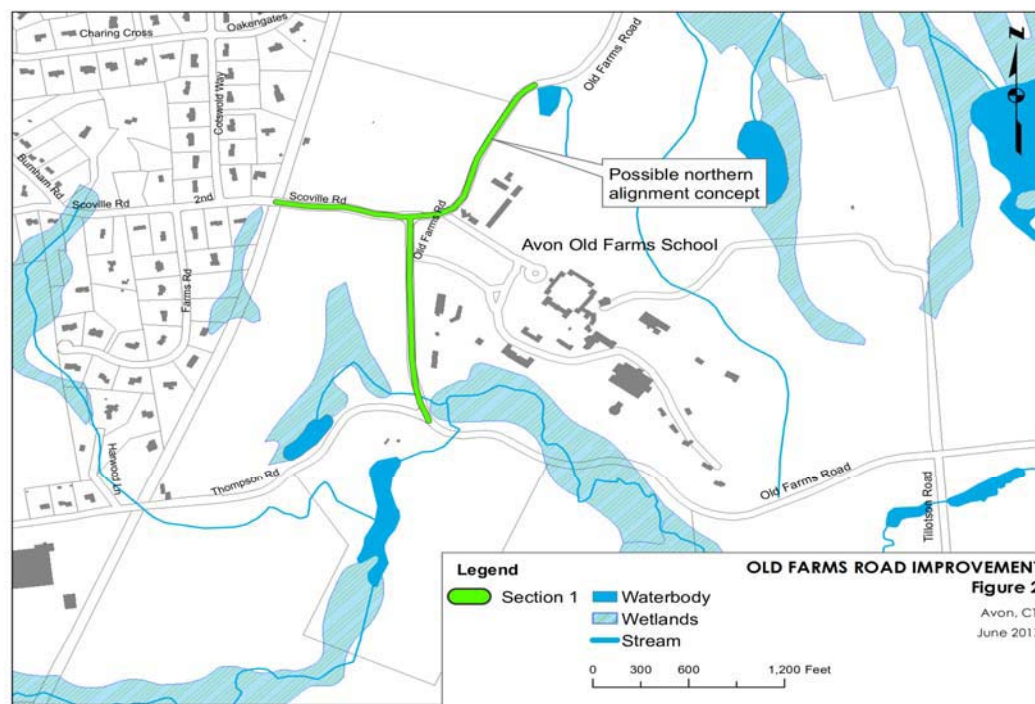 Charing Cross
Oakengates
Cotswold Way
Burnham Rd
Scoville Rd
2nd
Farms Rd
Harwood Ln
Thompson Rd
Scoville Rd
Old Farms Rd
Old Farms Road
Possible northern
alignment concept
Avon Old Farms School
Old Farms Road
Tillotson Road
Z
Legend
Section 1
Waterbody
Wetlands
Stream
0 300 600 1,200 Feet
OLD FARMS ROAD IMPROVEMENT
Figure 2
Avon, CT